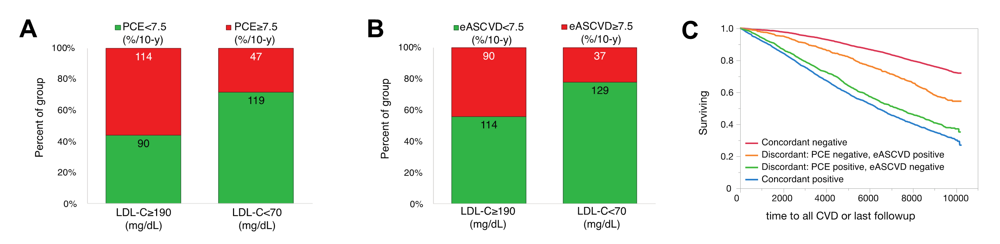 A
PCE<7.5
(%/10-y)
PCE≥7.5
(%/10-y)
Percent of group
100%
80%
60%
40%
20%
0%
114
90
47
119
LDL-C≥190
(mg/dL)
LDL-C<70
(mg/dL)
B
eASCVD<7.5
(%/10-y)
eASCVD≥7.5
(%/10-y)
Percent of group
100%
80%
60%
40%
20%
0%
90
114
37
129
LDL-C≥190
(mg/dL)
LDL-C<70
(mg/dL)
C
Surviving
1.0
0.8
0.6
0.4
0.2
0
Concordant negative
Discordant: PCE negative, eASCVD positive
Discordant: PCE positive, eASCVD negative
Concordant positive
0 2000 4000 6000 8000 10000
time to all CVD or last followup